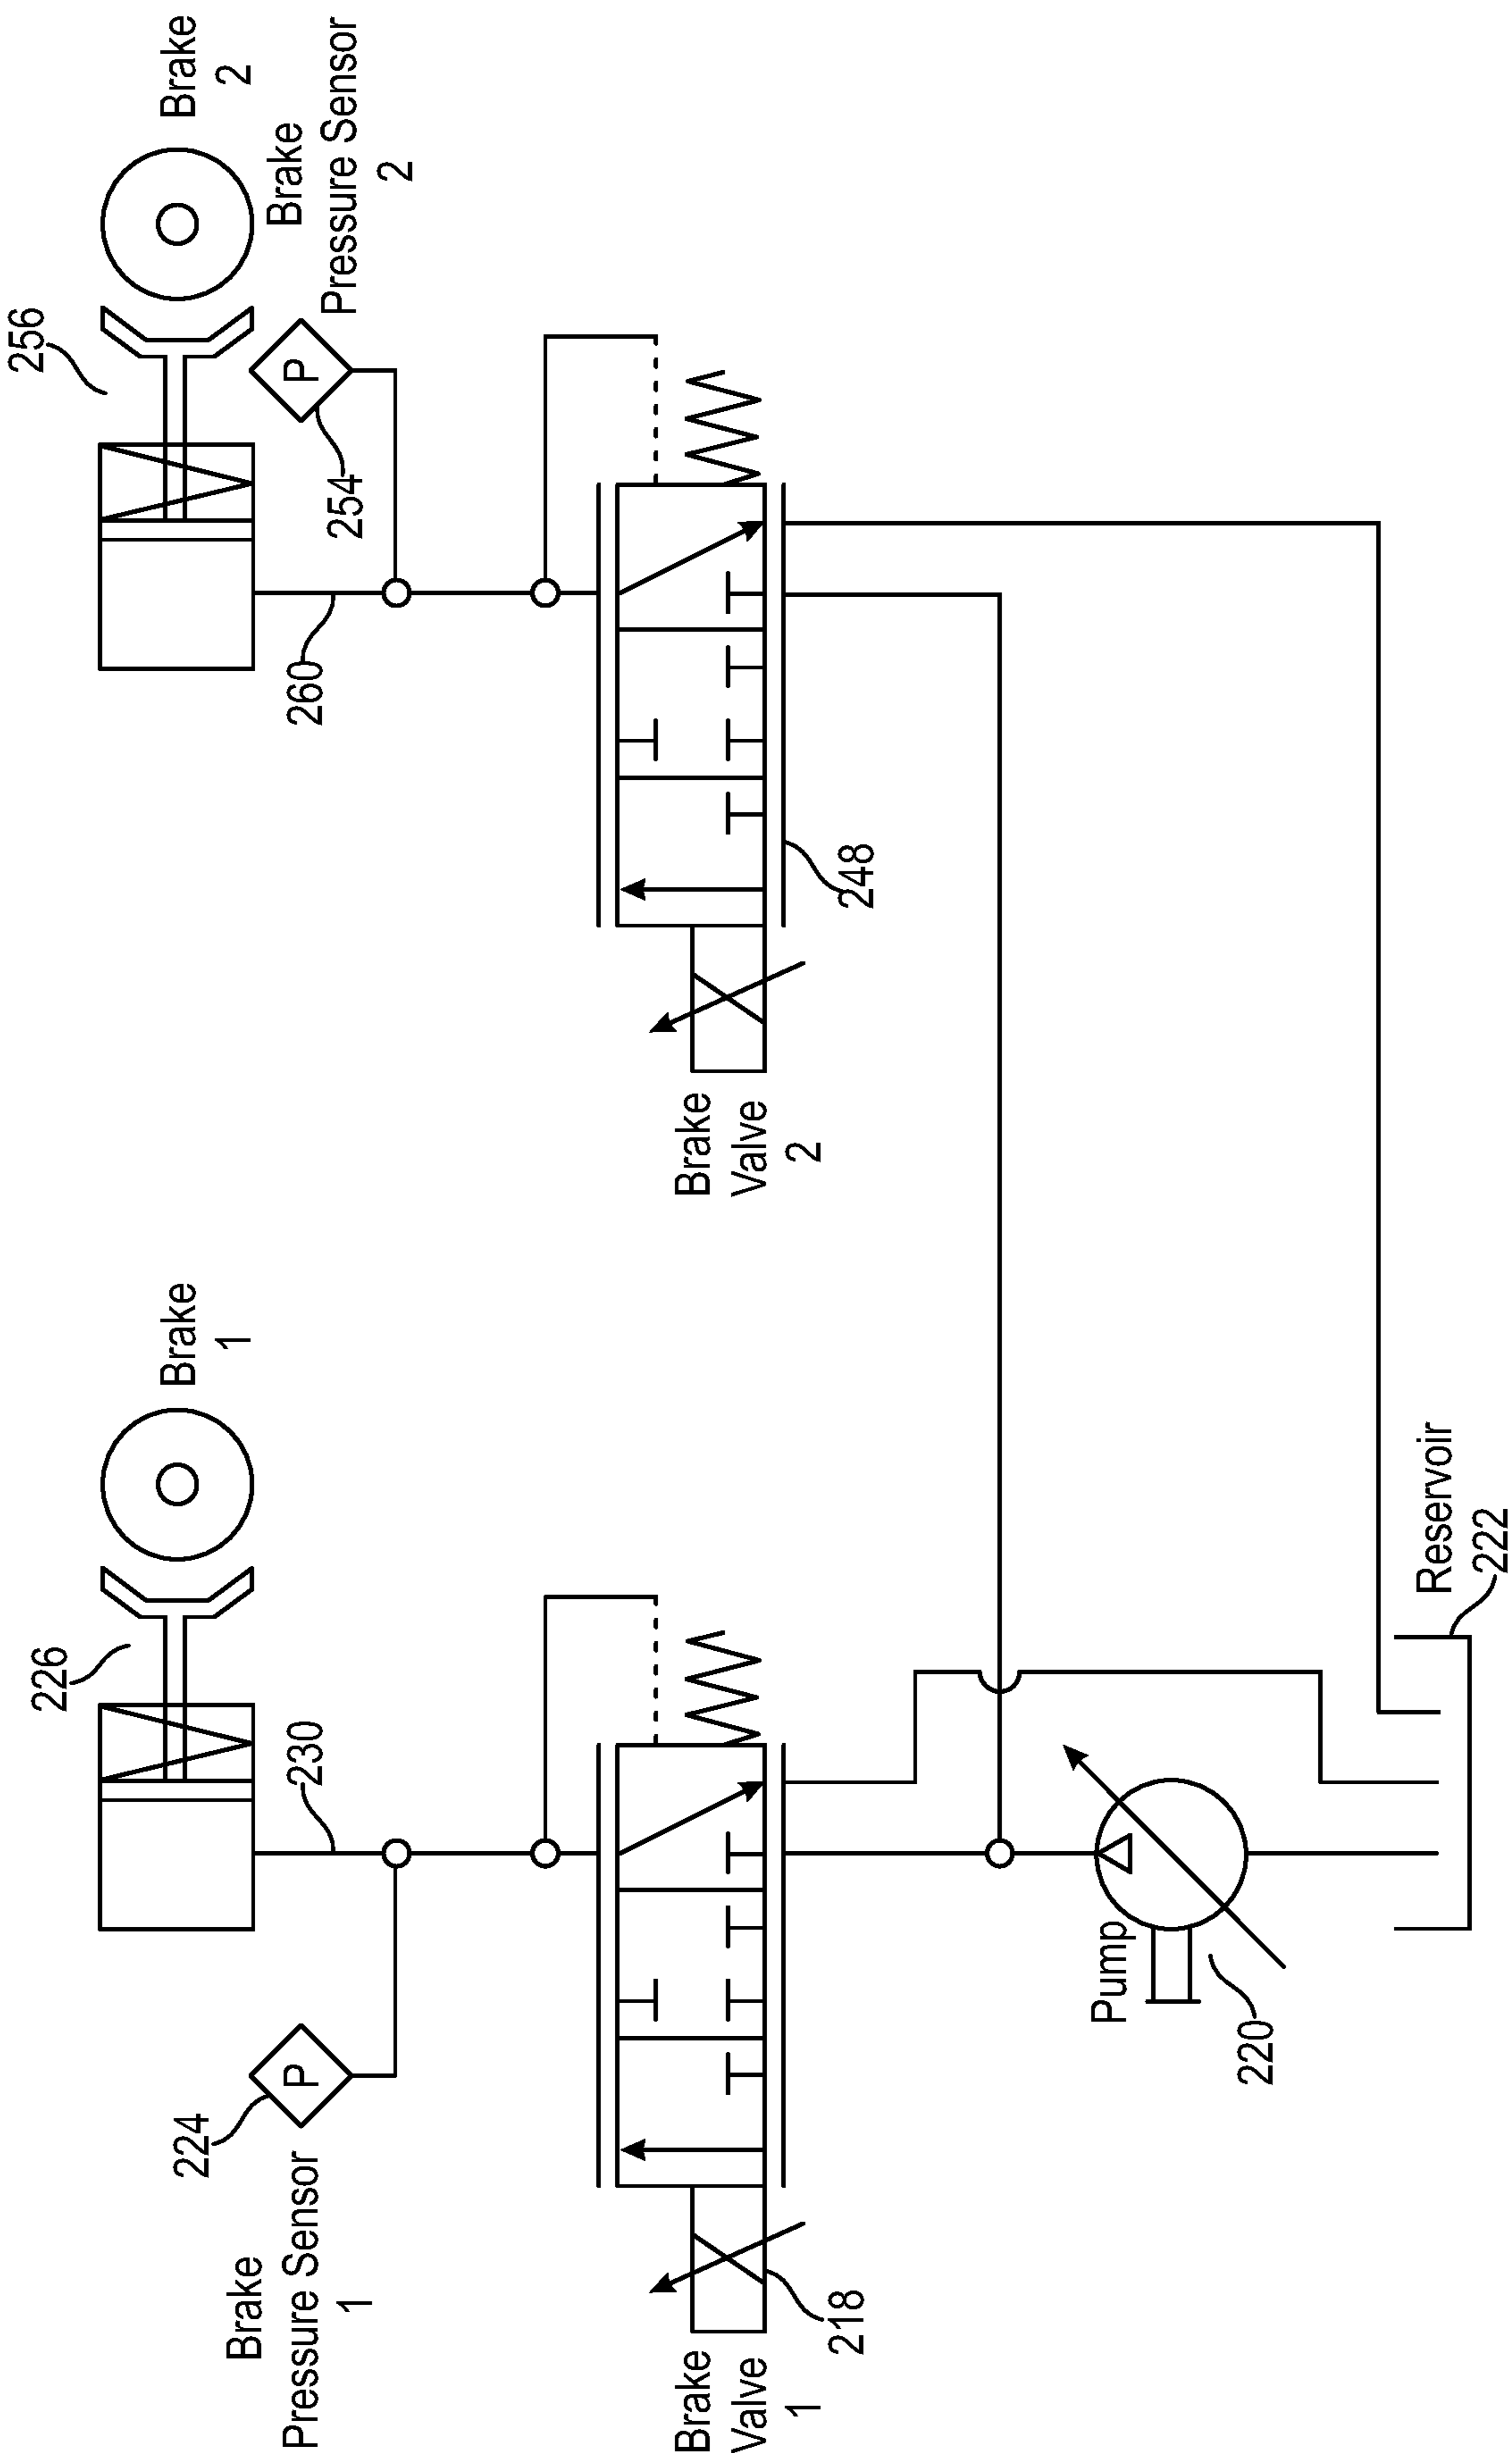 Brake
1
Brake
2
226
256
224
Brake
Pressure Sensor
1
P
230
P
Brake
Pressure Sensor
2
254
260
Brake
Valve
1
218
Brake
Valve
2
248
Pump
220
Reservoir
222